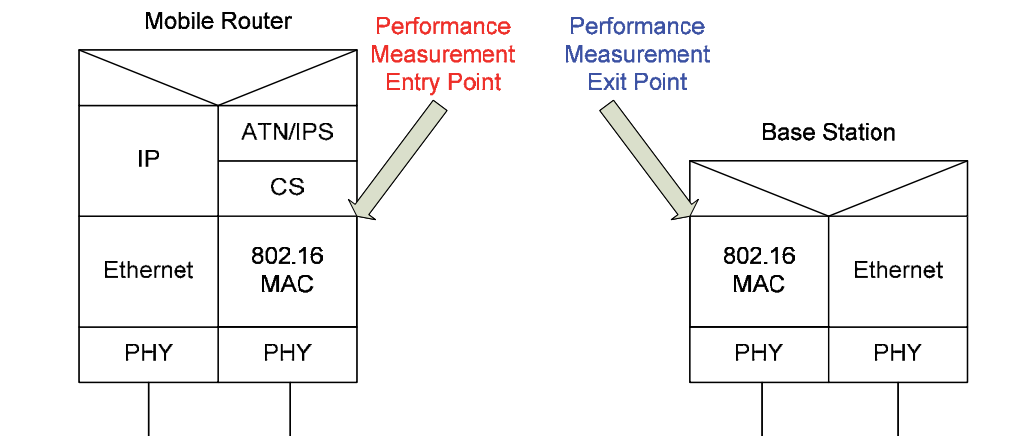 Mobile Router
Performance
Measurement
Entry Point
Performance
Measurement
Exit Point
Base Station
IP
ATN/IPS
CS
Ethernet
802.16
MAC
PHY
PHY
802.16
MAC
Ethernet
PHY
PHY